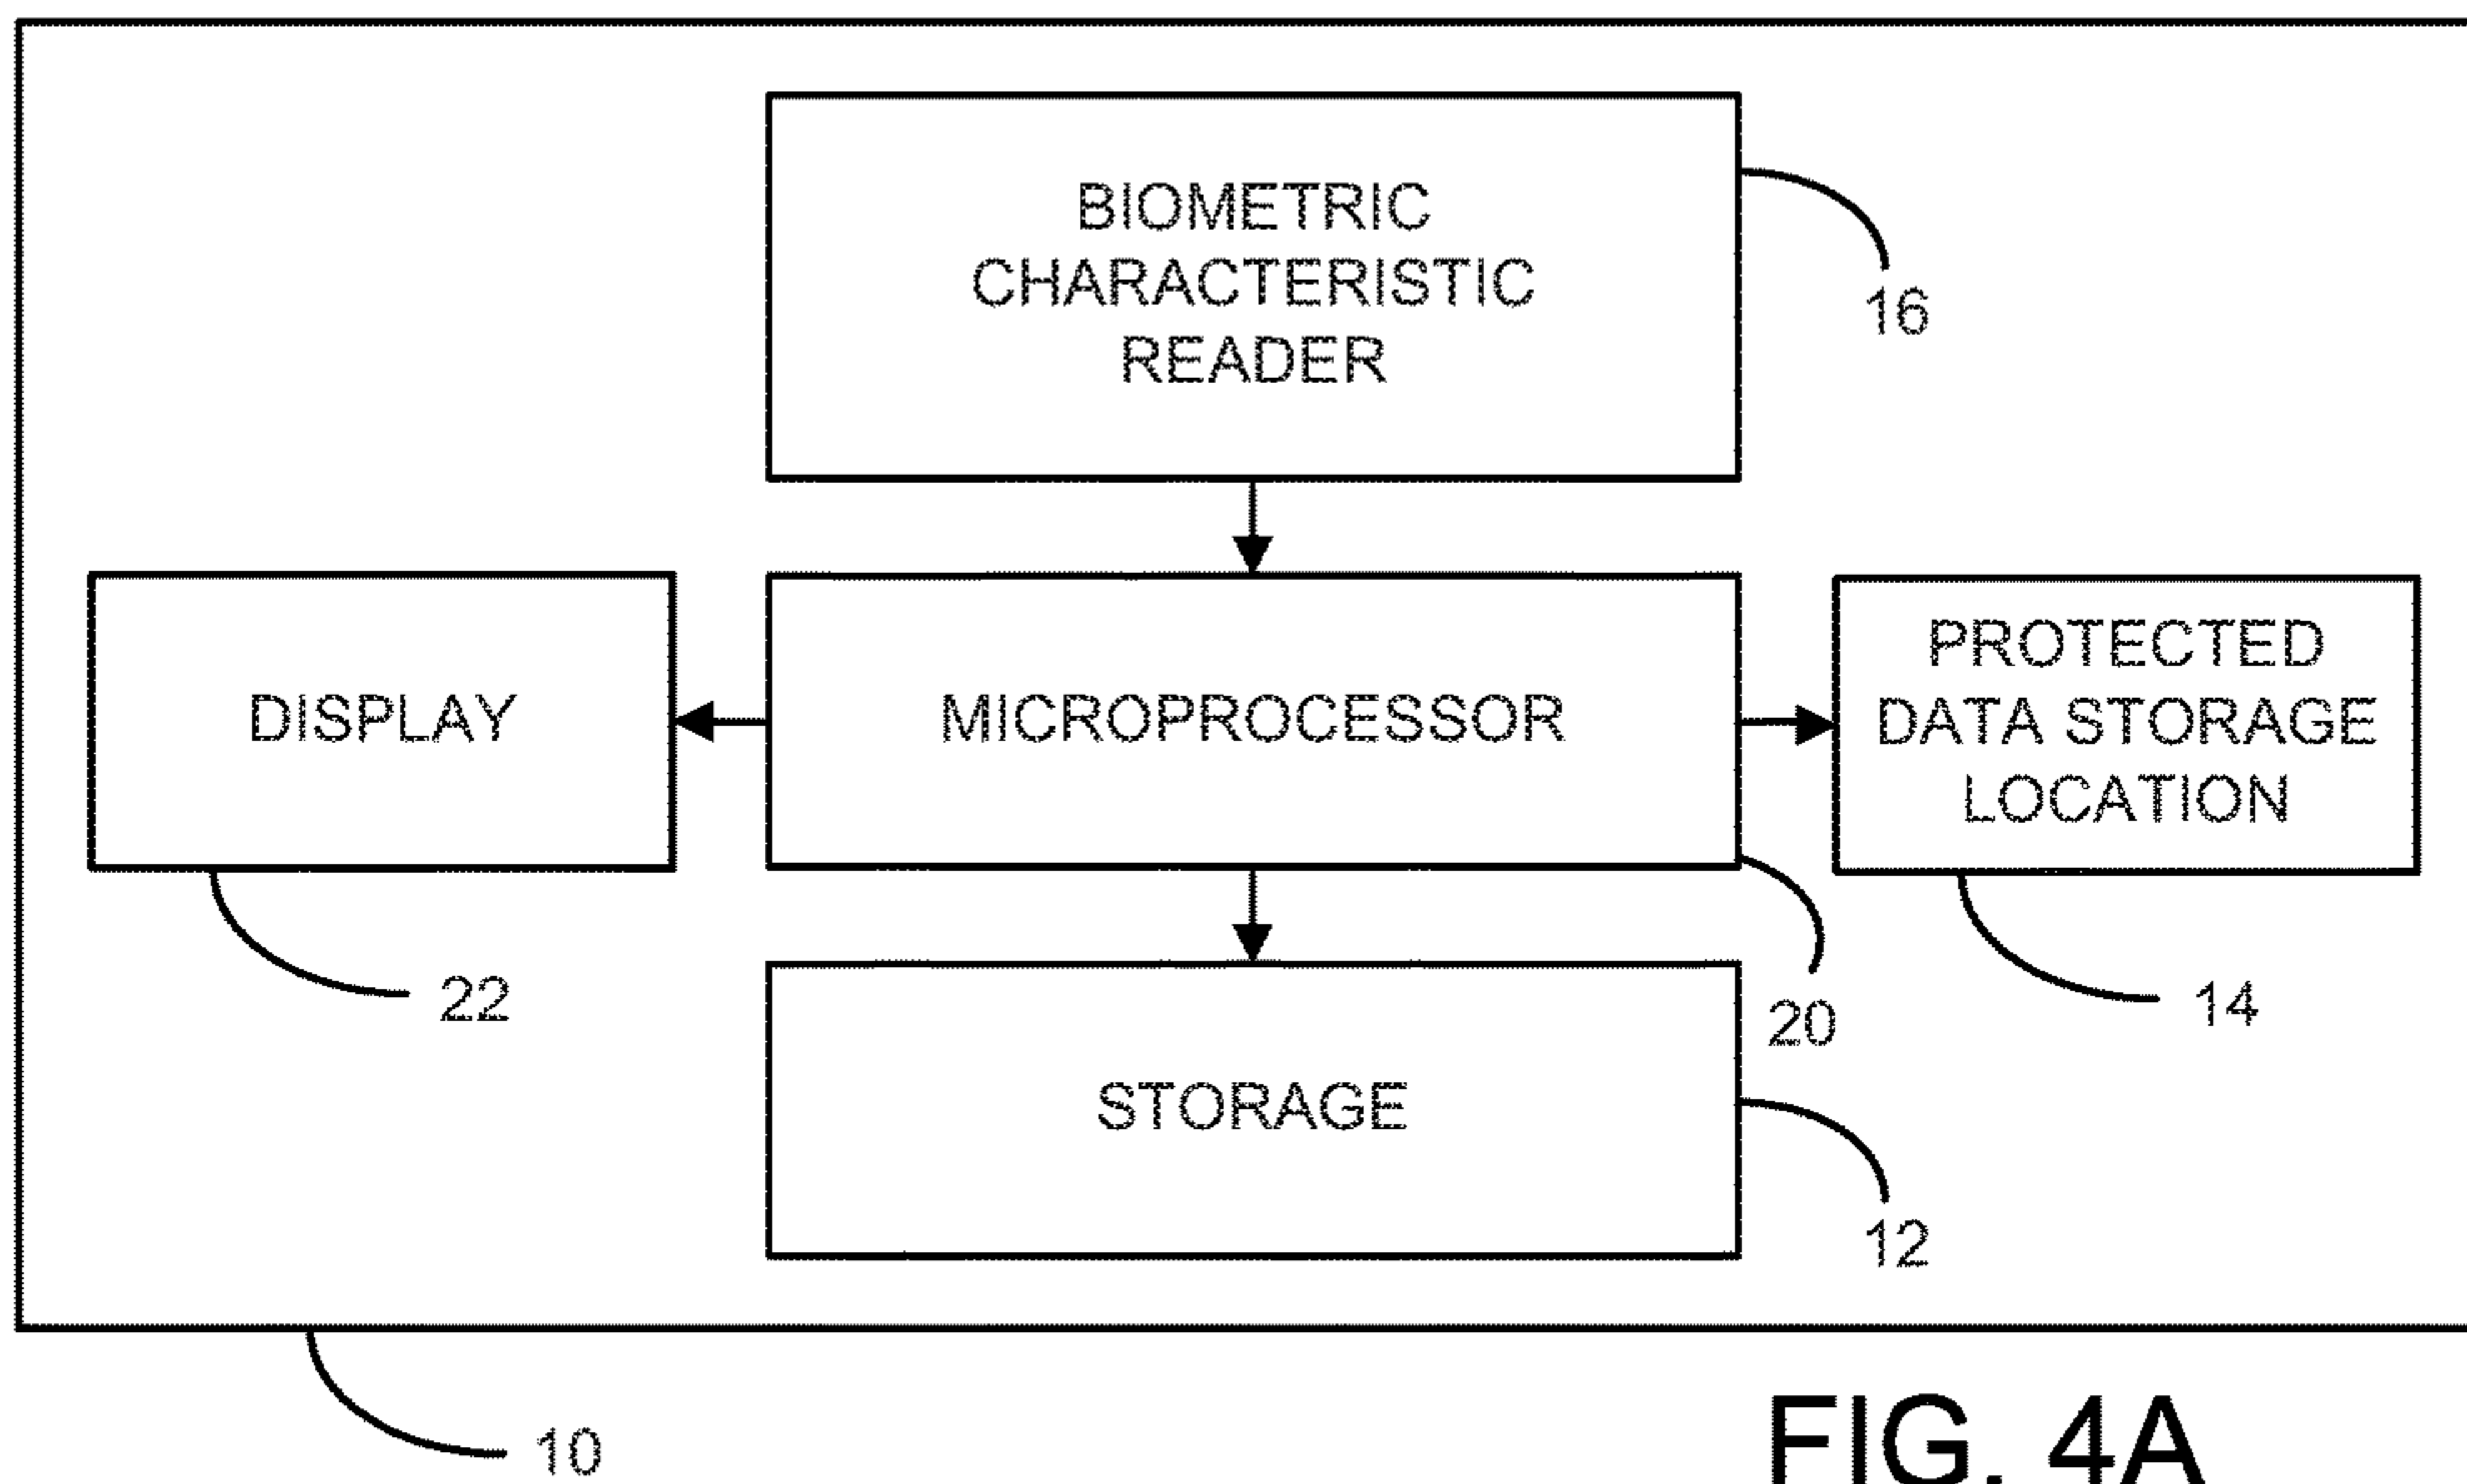 BIOMETRIC
CHARACTERISTIC
READER
16
DISPLAY
MICROPROCESSOR
PROTECTED
DATA STORAGE
LOCATION
22
20
14
STORAGE
12
10
FIG. 4A